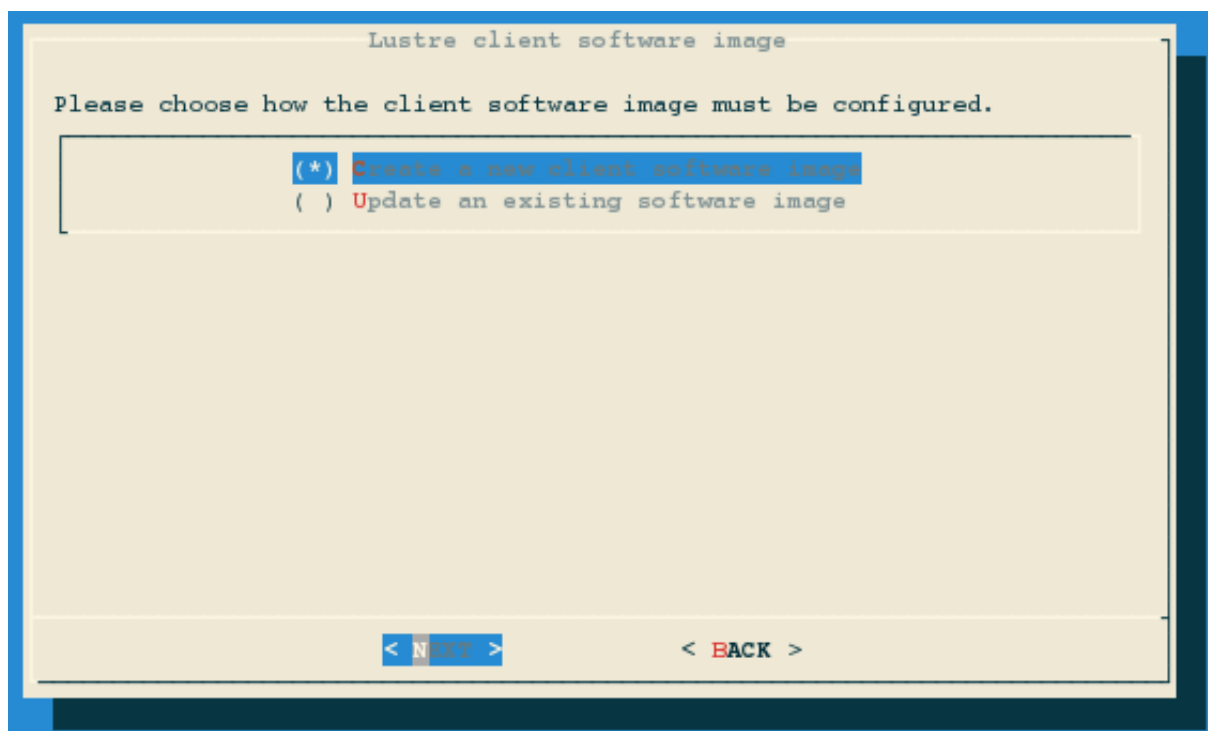 Lustre client software image
Please choose how the client software image must be configured.
(*) Create a new client software image
( ) Update an existing software image
< NEXT > < BACK >